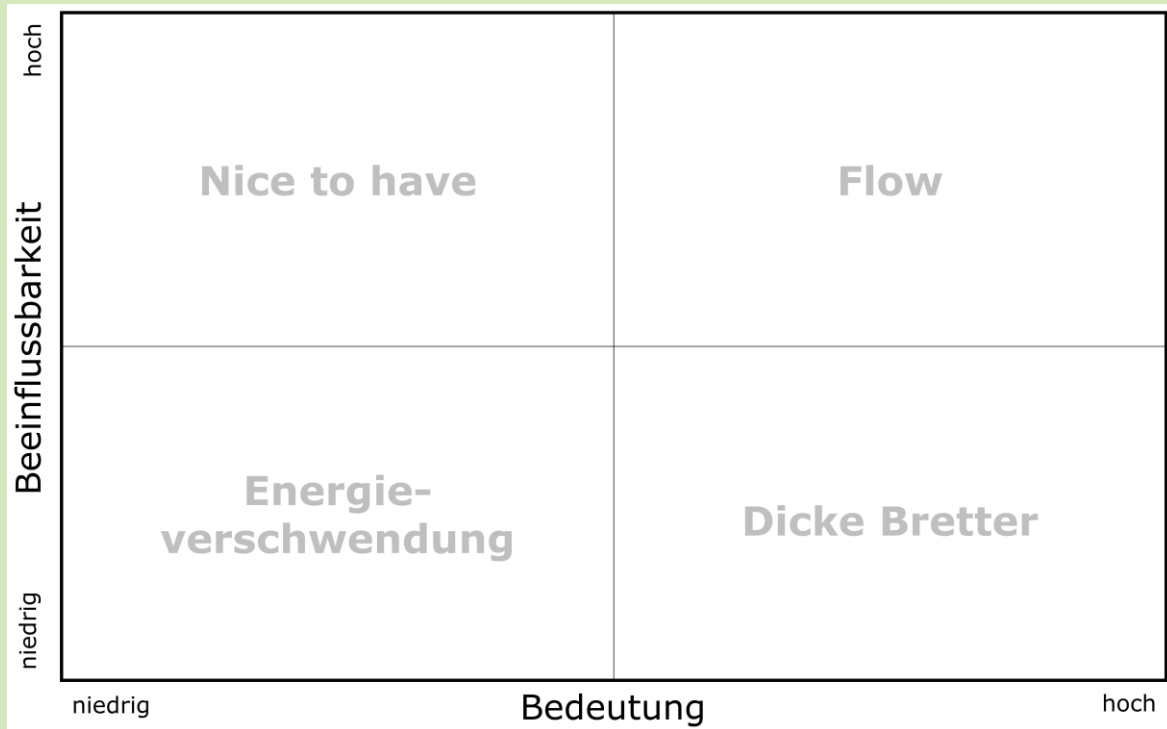 hoch
Nice to have
Flow
Beeinflussbarkeit
Energie-
verschwendung
Dicke Bretter
niedrig
niedrig
Bedeutung
hoch